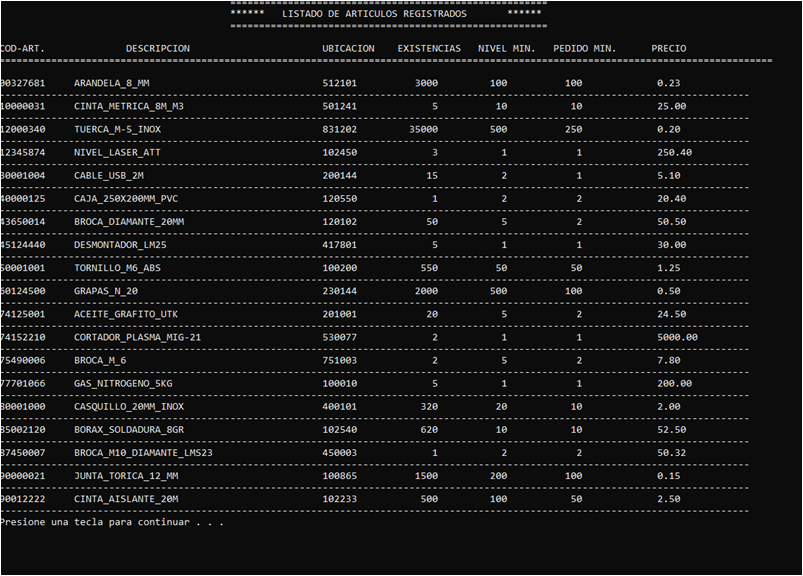 ======================================================
****** LISTADO DE ARTICULOS REGISTRADOS ******
======================================================
COD-ART. DESCRIPCION UBICACION EXISTENCIAS NIVEL MIN. PEDIDO MIN. PRECIO
00327681 ARANDELA_8_MM 512101 3000 100 100 0.23
10000031 CINTA_METRICA_8M_M3 501241 5 10 10 25.00
12000340 TUERCA_M-5_INOX 831202 35000 500 250 0.20
12345874 NIVEL_LASER_ATT 102450 3 1 1 250.40
30001004 CABLE_USB_2M 200144 15 2 1 5.10
40000125 CAJA_250X200MM_PVC 120550 1 2 2 20.40
43650014 BROCA_DIAMANTE_20MM 120102 50 5 2 50.50
45124440 DESMONTADOR_LM25 417801 5 1 1 30.00
50001001 TORNILLO_M6_ABS 100200 550 50 50 1.25
60124500 GRAPAS_N_20 230144 2000 500 100 0.50
74125001 ACEITE_GRAFITO_UTK 201001 20 5 2 24.50
74152210 CORTADOR_PLASMA_MIG-21 530077 2 1 1 5000.00
75490006 BROCA_M_6 751003 2 5 2 7.80
77701066 GAS_NITROGENO_5KG 100010 5 1 1 200.00
80001000 CASQUILLO_20MM_INOX 400101 320 20 10 2.00
85002120 BORAX_SOLDADURA_8GR 102540 620 10 10 52.50
87450007 BROCA_M10_DIAMANTE_LMS23 450003 1 2 2 50.32
90000021 JUNTA_TORICA_12_MM 100865 1500 200 100 0.15
90012222 CINTA_AISLANTE_20M 102233 500 100 50 2.50
Presione una tecla para continuar . . .